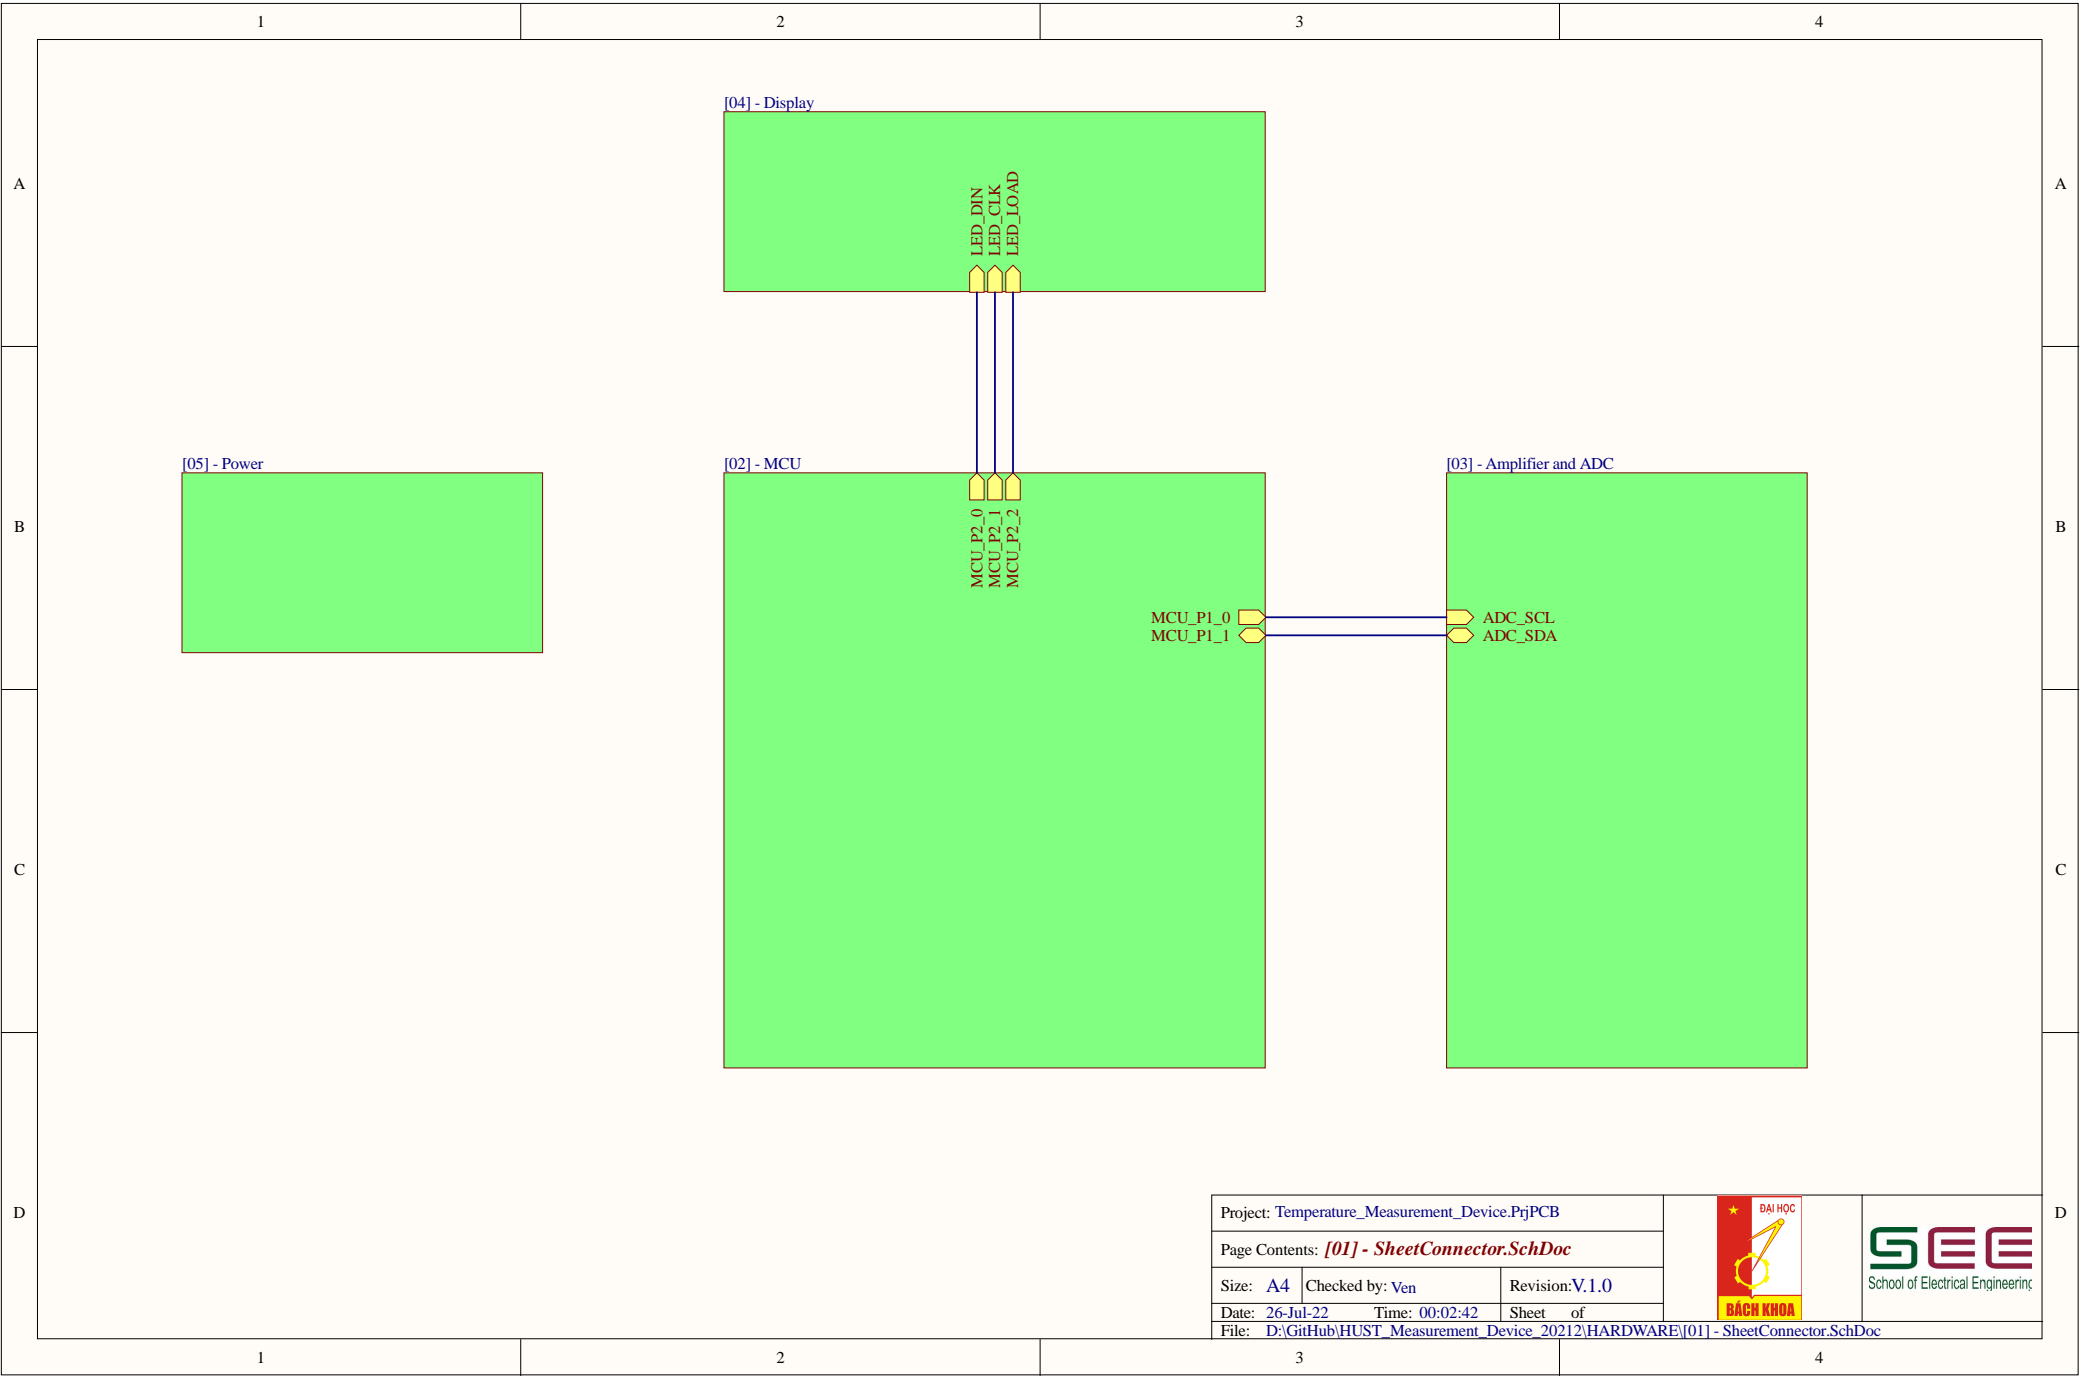 1 2 3 4
[04] - Display
A A
LED_DIN
LED_CLK
LED_LOAD
[05] - Power
[02] - MCU
[03] - Amplifier and ADC
B B
MCU_P2_0
MCU_P2_1
MCU_P2_2
MCU_P1_0 ADC_SCL
MCU_P1_1 ADC_SDA
C C
D D
Project: Temperature_Measurement_Device.PrjPCB
Page Contents: [01] - SheetConnector.SchDoc
Size: A4 Checked by: Ven Revision: V.1.0
Date: 26-Jul-22 Time: 00:02:42 Sheet of
File: D:\GitHub\HUST_Measurement_Device_20212\HARDWARE\[01] - SheetConnector.SchDoc
ĐẠI HỌC
BÁCH KHOA
SEE
School of Electrical Engineering
1 2 3 4